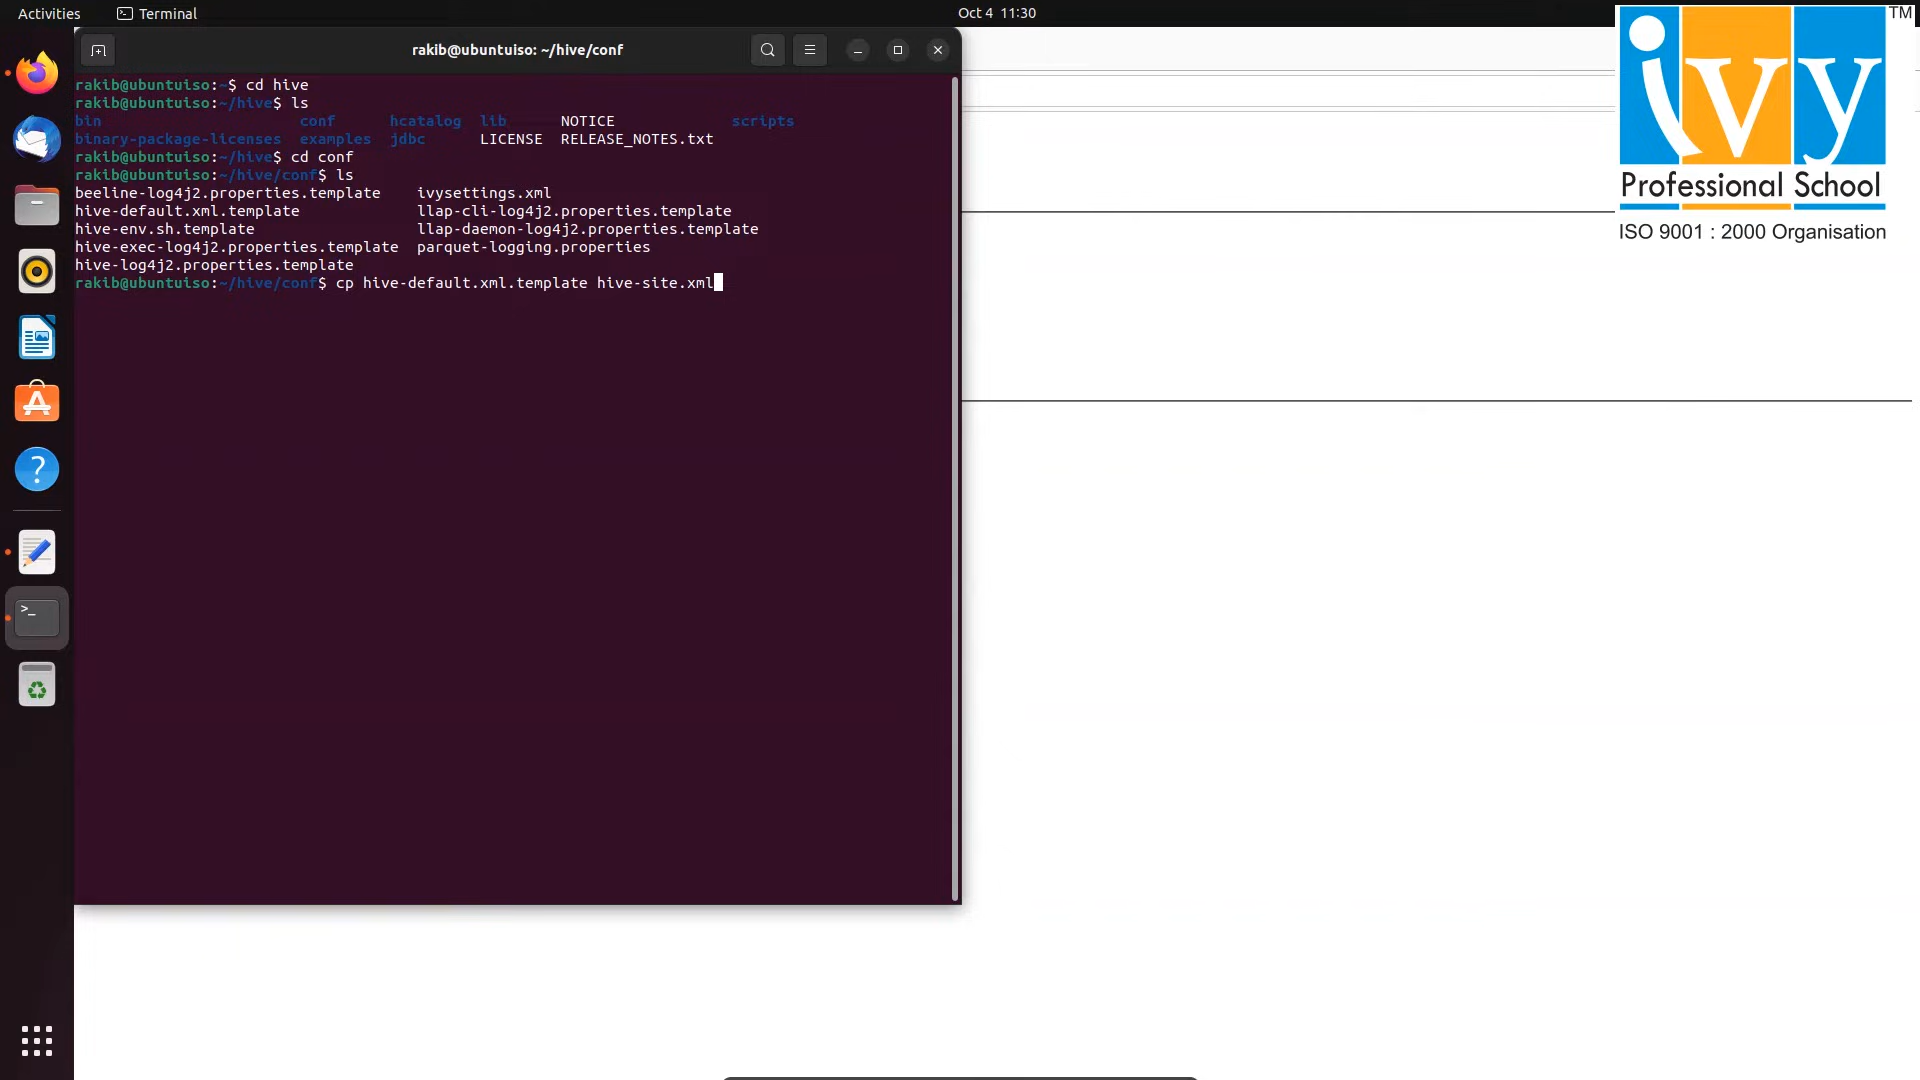 Activities Terminal Oct 4 11:30
rakib@ubuntuiso: ~/hive/conf
rakib@ubuntuiso:~$ cd hive
rakib@ubuntuiso:~/hive$ ls
bin conf hcatalog lib NOTICE scripts
binary-package-licenses examples jdbc LICENSE RELEASE_NOTES.txt
rakib@ubuntuiso:~/hive$ cd conf
rakib@ubuntuiso:~/hive/conf$ ls
beeline-log4j2.properties.template ivysettings.xml
hive-default.xml.template llap-cli-log4j2.properties.template
hive-env.sh.template llap-daemon-log4j2.properties.template
hive-exec-log4j2.properties.template parquet-logging.properties
hive-log4j2.properties.template
rakib@ubuntuiso:~/hive/conf$ cp hive-default.xml.template hive-site.xml
ivy TM
Professional School
ISO 9001 : 2000 Organisation